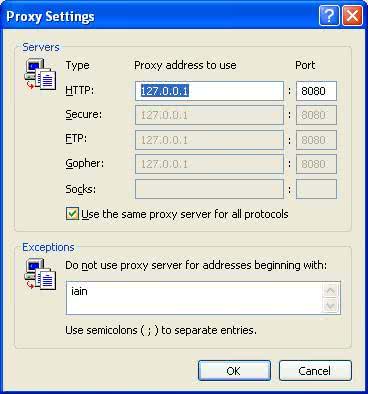 Proxy Settings
Servers
Type Proxy address to use Port
HTTP: 127.0.0.1 : 8080
Secure: 127.0.0.1 : 8080
FTP: 127.0.0.1 : 8080
Gopher: 127.0.0.1 : 8080
Socks: :
Use the same proxy server for all protocols
Exceptions
Do not use proxy server for addresses beginning with:
iain
Use semicolons ( ; ) to separate entries.
OK Cancel